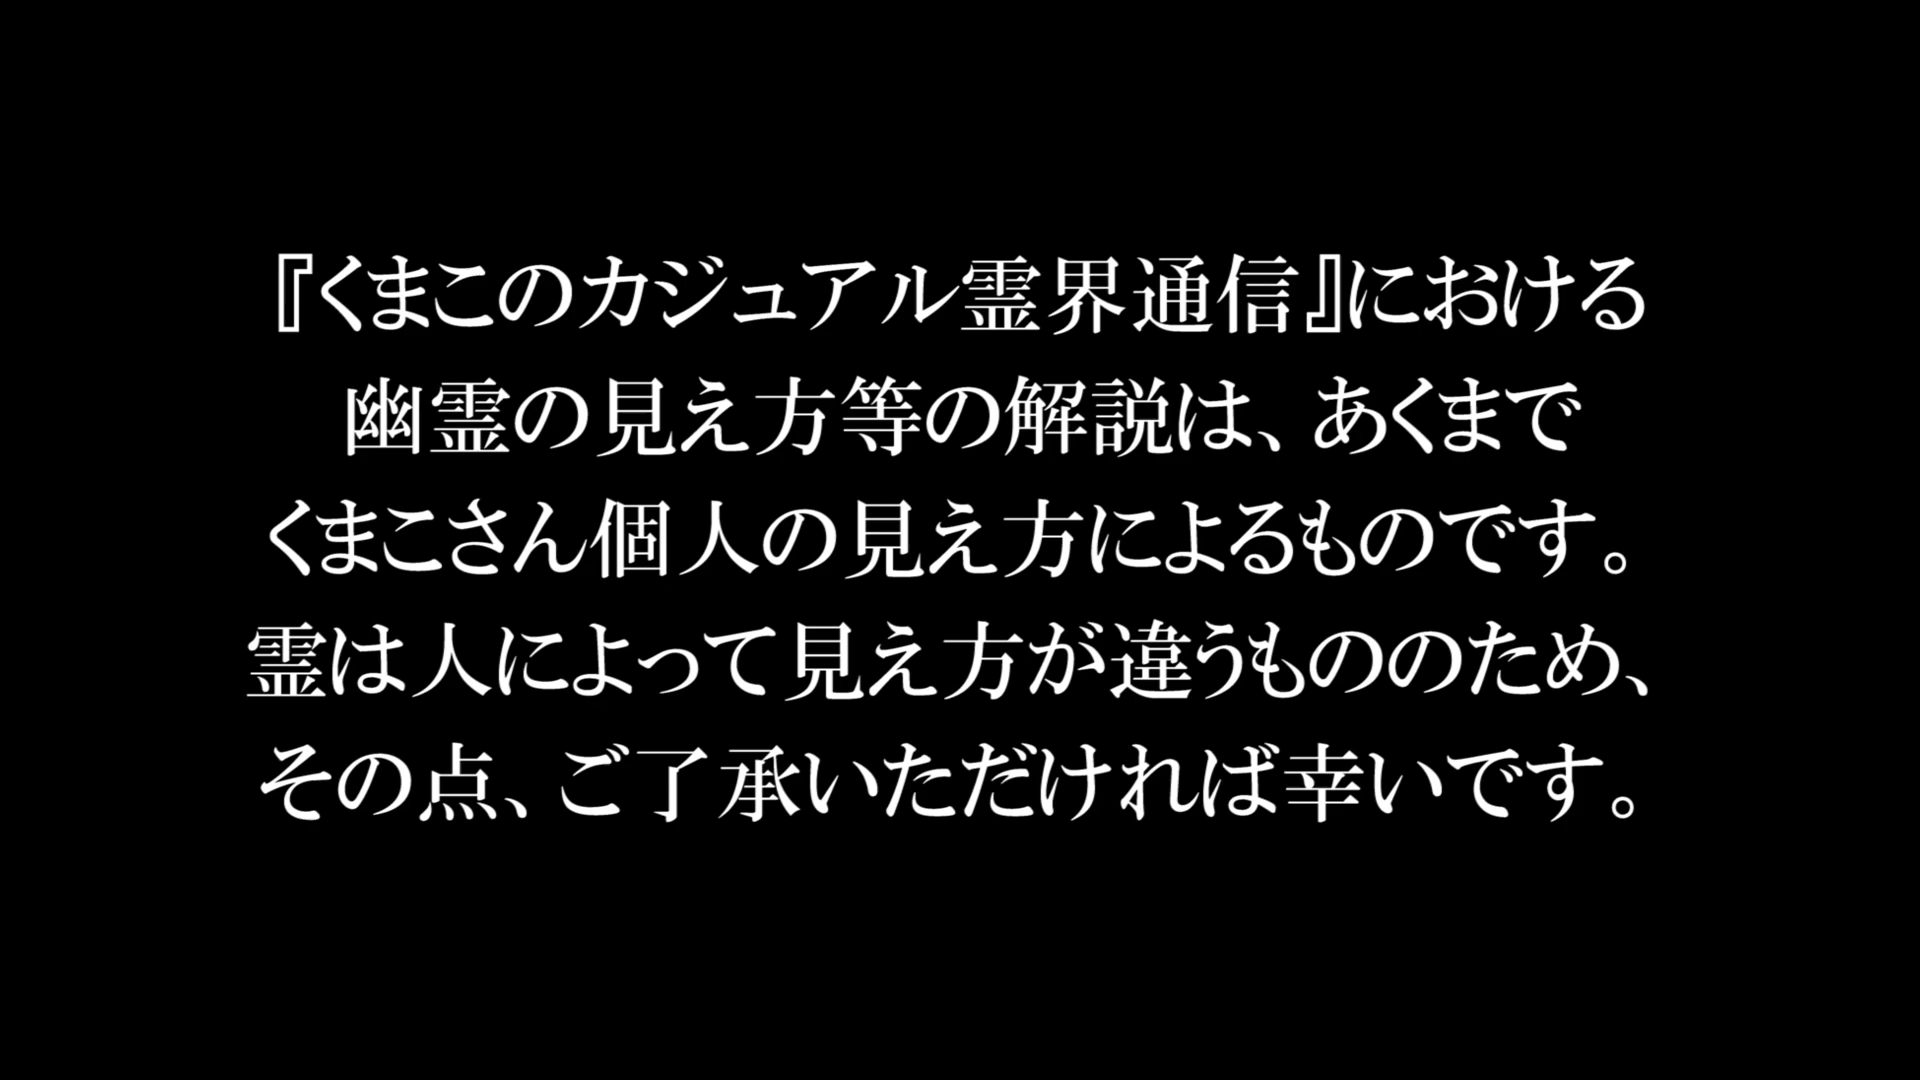 『くまこのカジュアル霊界通信』における
幽霊の見え方等の解説は、あくまで
くまこさん個人の見え方によるものです。
霊は人によって見え方が違うもののため、
その点、ご了承いただければ幸いです。